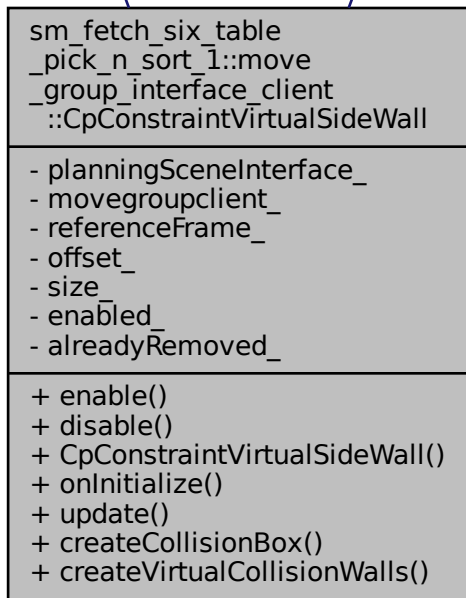 sm_fetch_six_table
_pick_n_sort_1::move
_group_interface_client
::CpConstraintVirtualSideWall
- planningSceneInterface_
- movegroupclient_
- referenceFrame_
- offset_
- size_
- enabled_
- alreadyRemoved_
+ enable()
+ disable()
+ CpConstraintVirtualSideWall()
+ onInitialize()
+ update()
+ createCollisionBox()
+ createVirtualCollisionWalls()